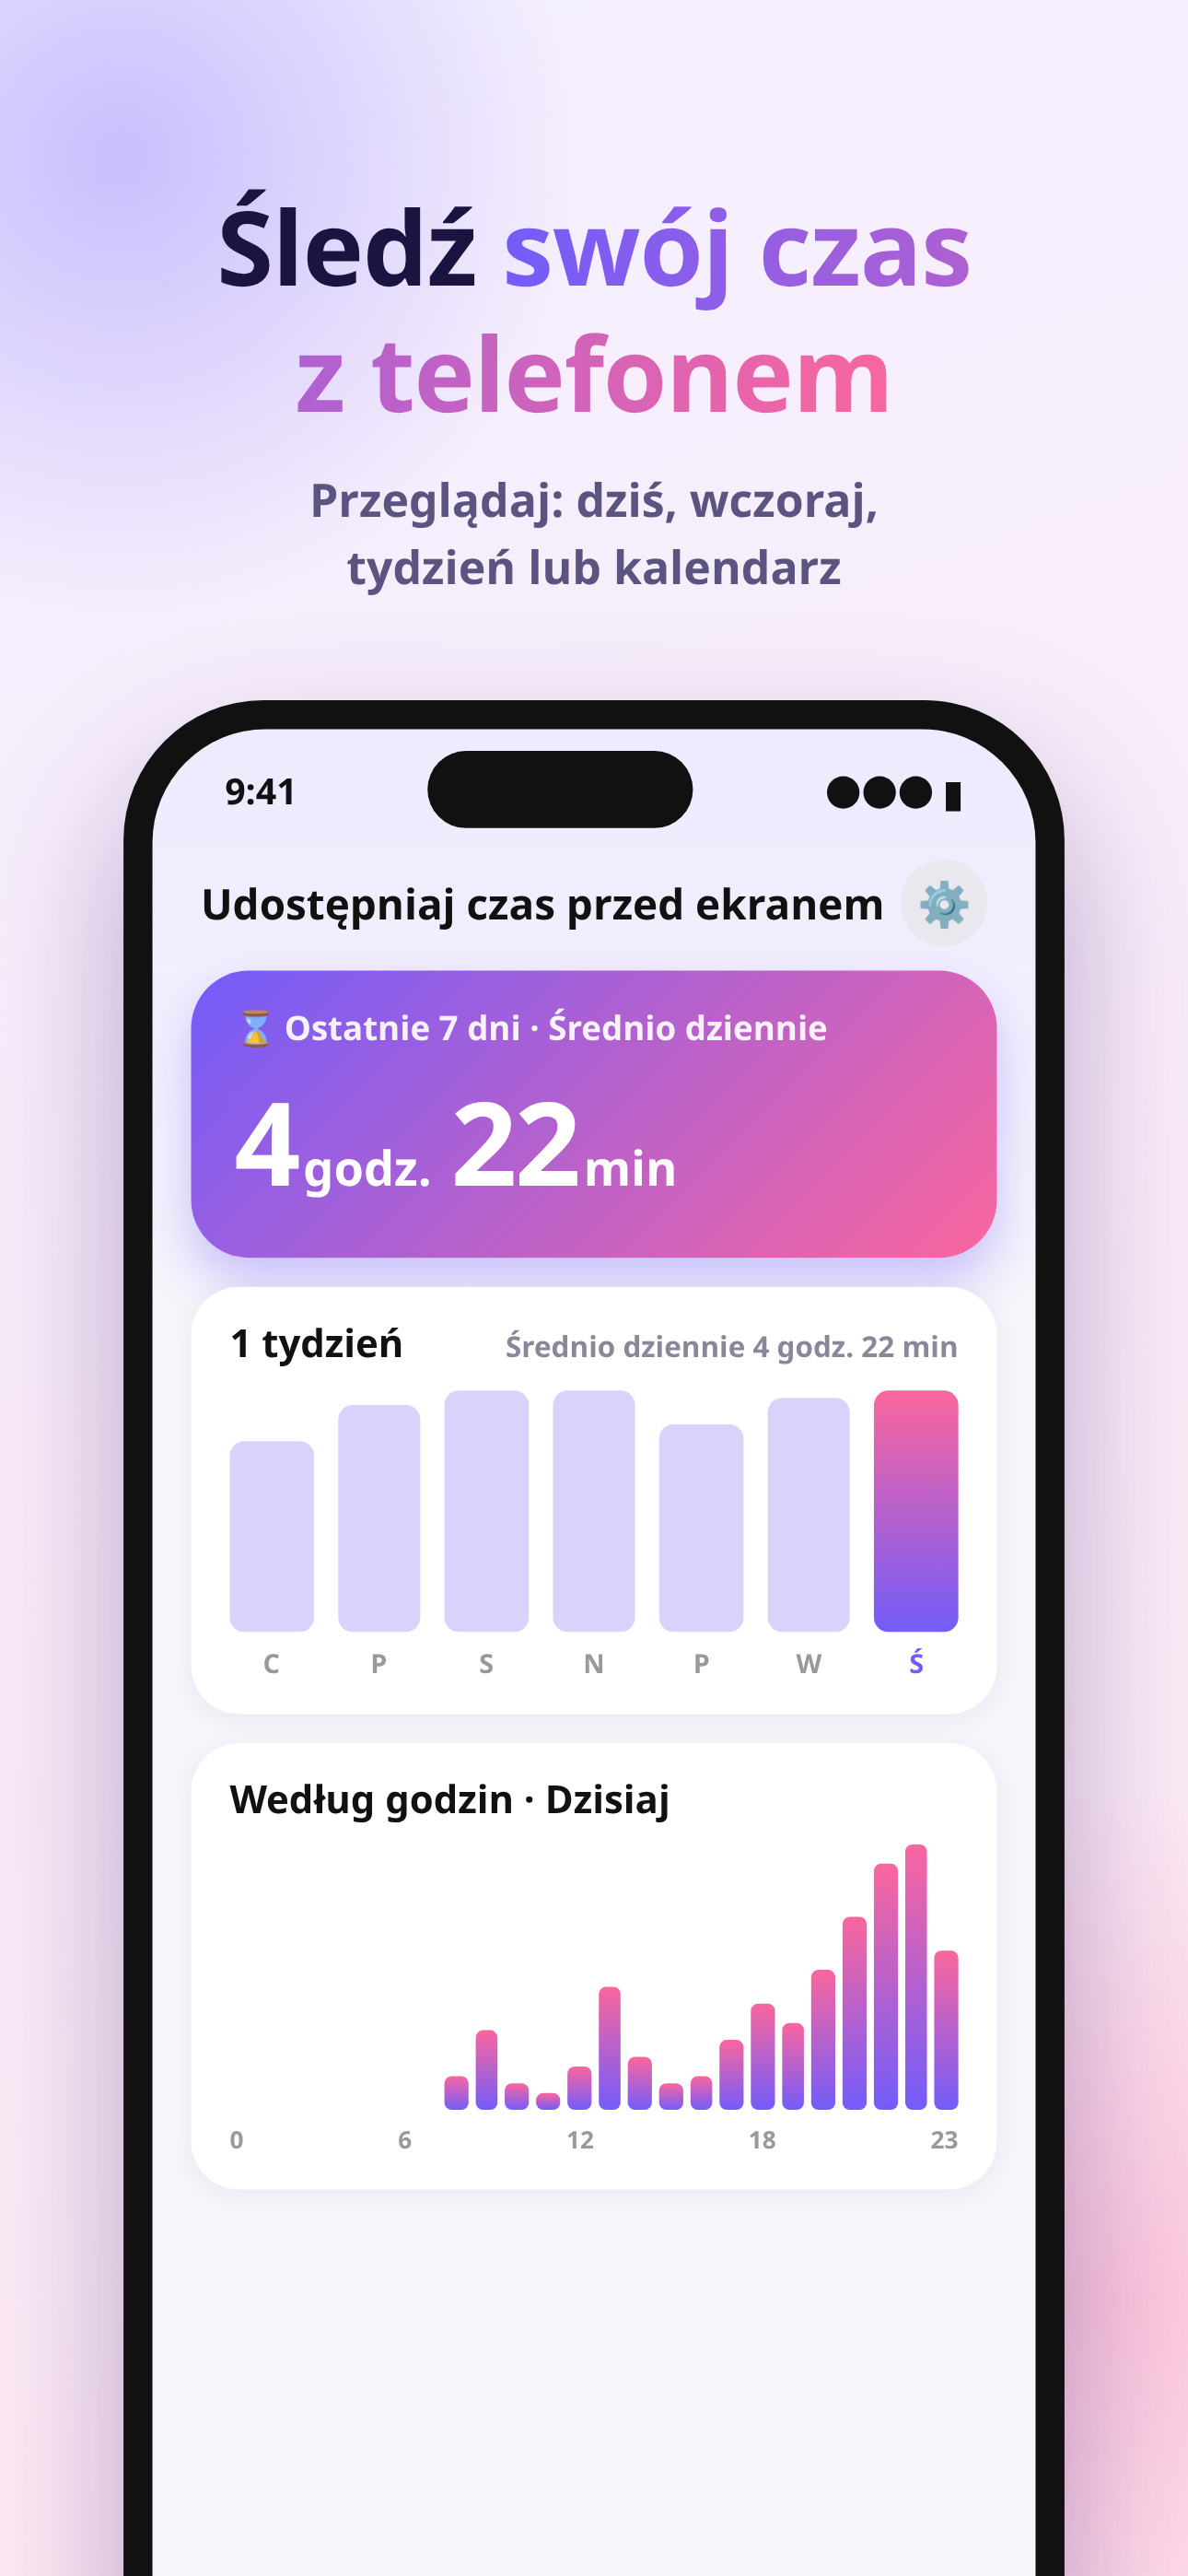 Śledź swój czas
z telefonem
Przeglądaj: dziś, wczoraj,
tydzień lub kalendarz
9:41
Udostępniaj czas przed ekranem
Ostatnie 7 dni · Średnio dziennie
4godz. 22min
1 tydzień
Średnio dziennie 4 godz. 22 min
C P S N P W Ś
Według godzin · Dzisiaj
0 6 12 18 23